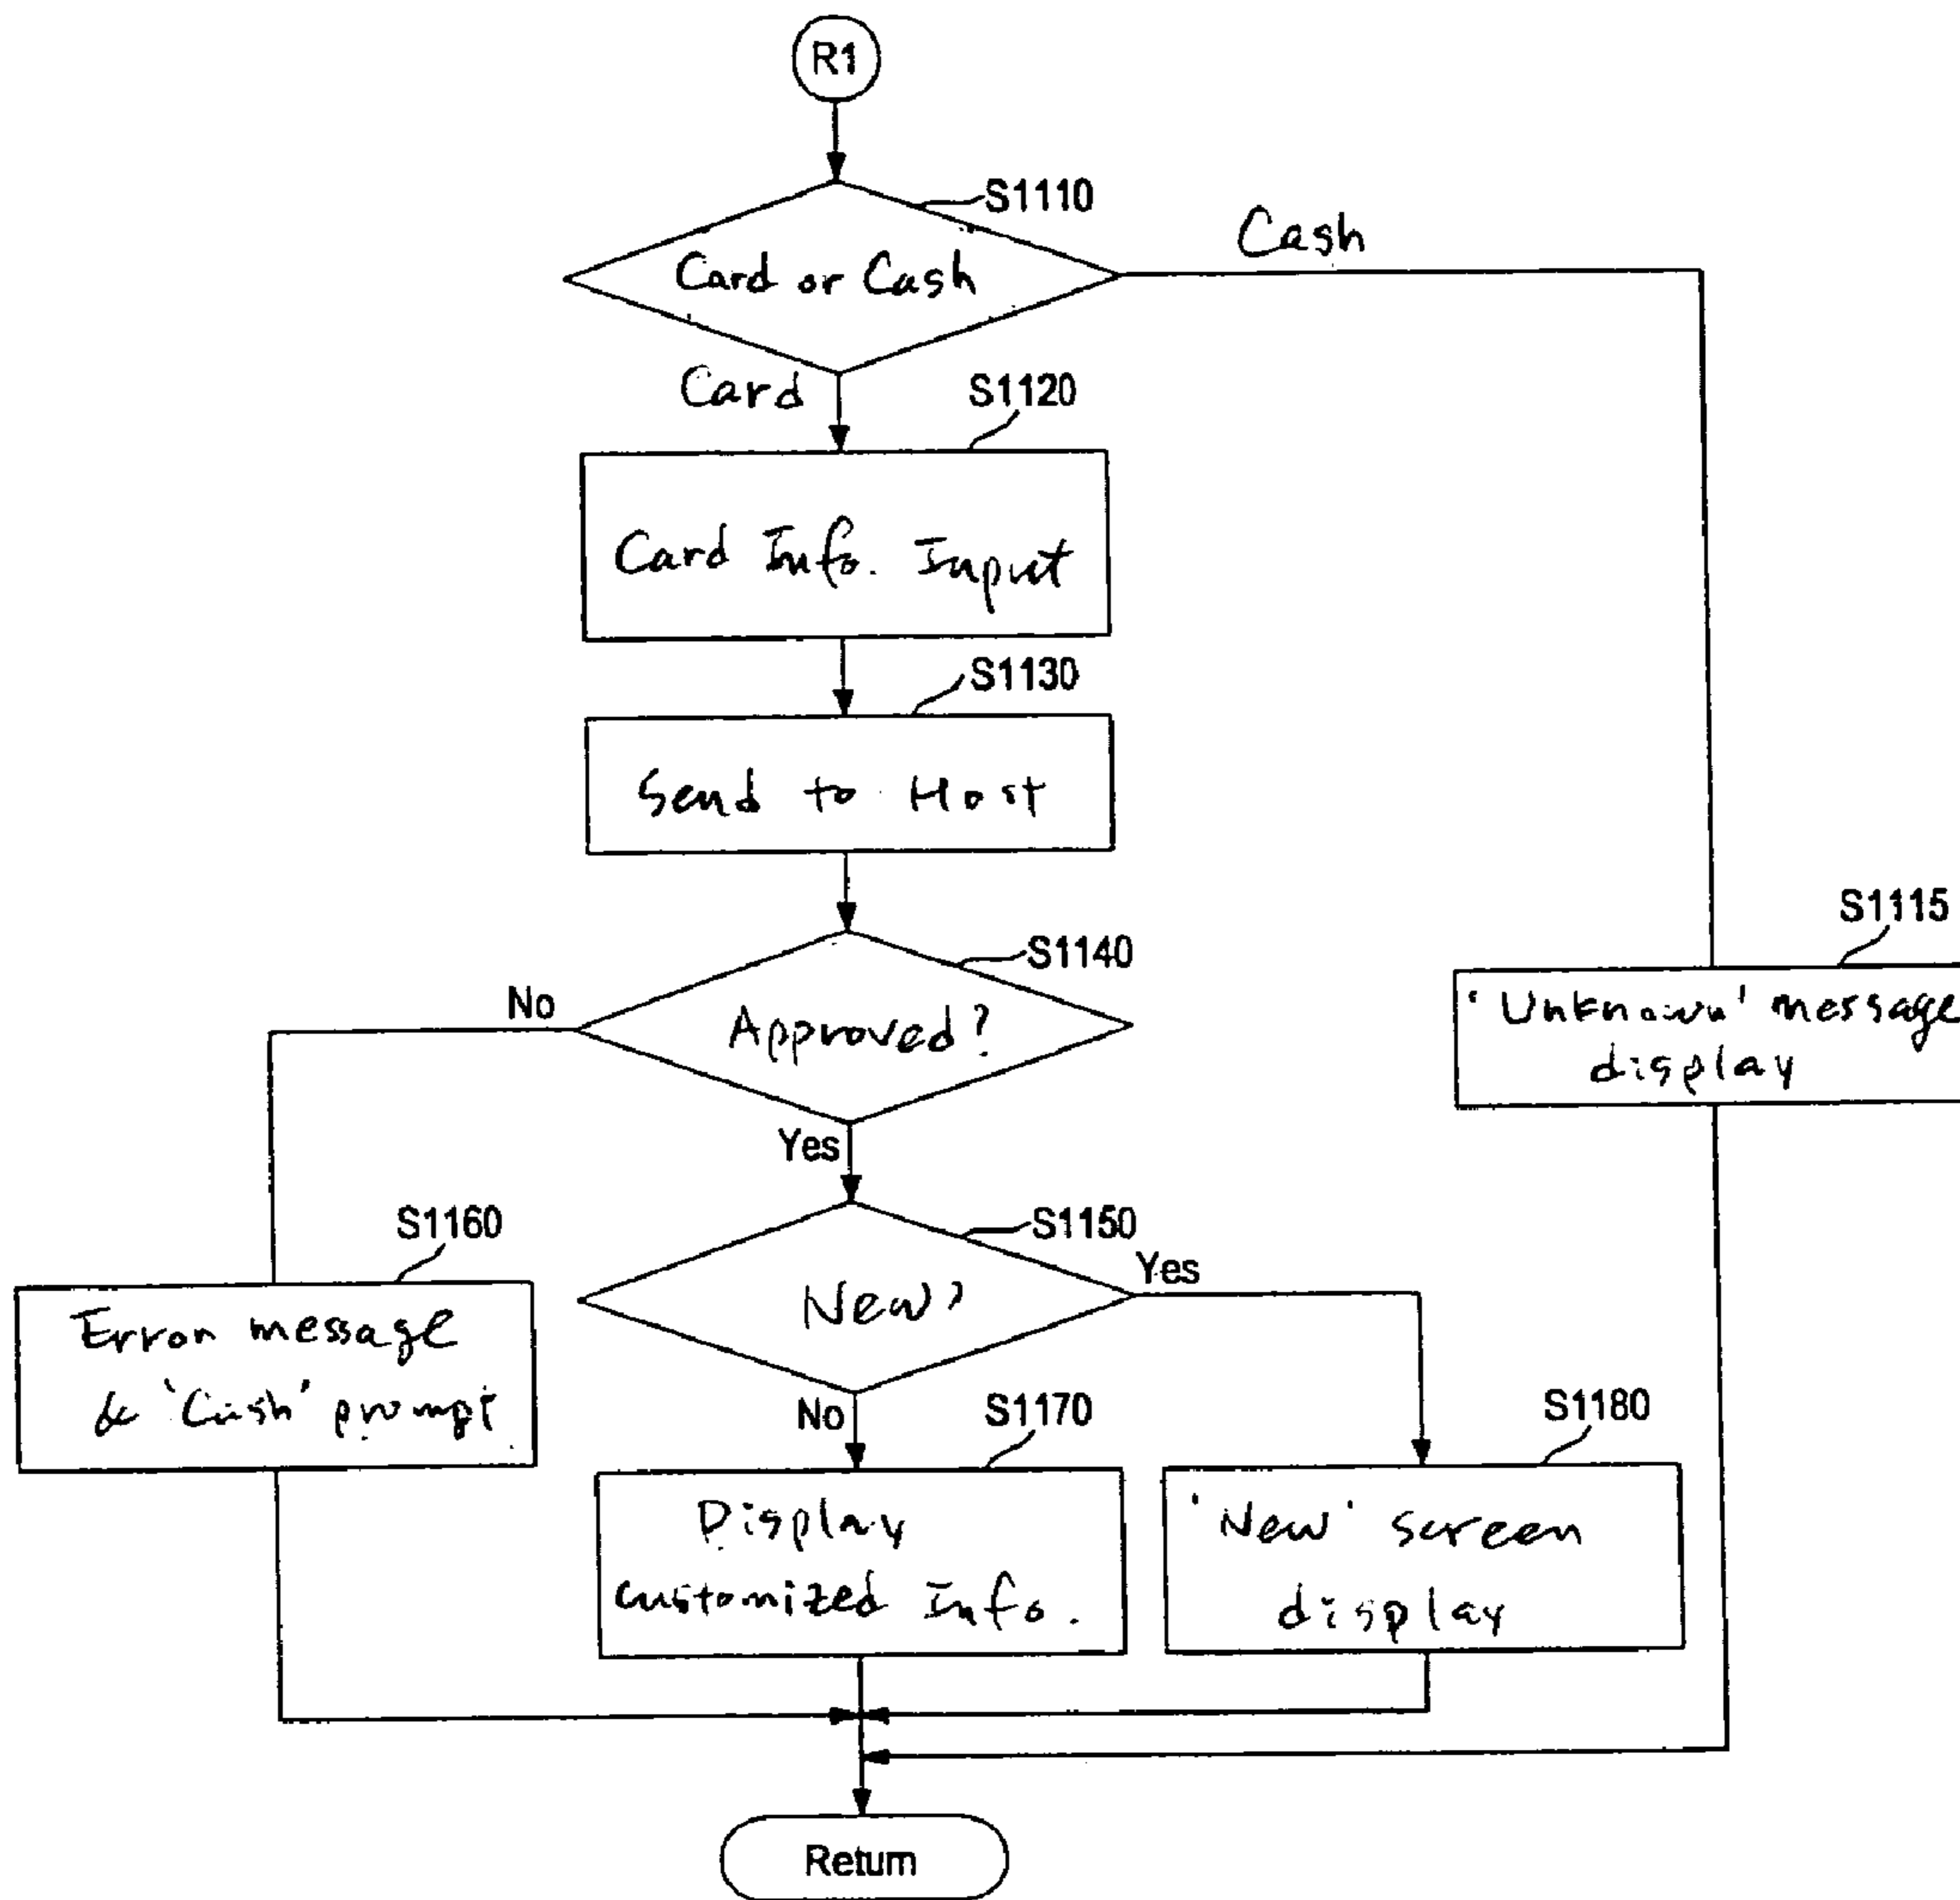 R1
S1110
Card or Cash
Cash
Card
S1120
Card Info. Input
S1130
Send to Host
S1140
Approved?
No
Yes
S1115
'Unknown' message
display
S1160
Error message
& 'Cash' prompt
S1150
New?
Yes
No
S1170
Display
customized Info.
S1180
'New' screen
display
Return